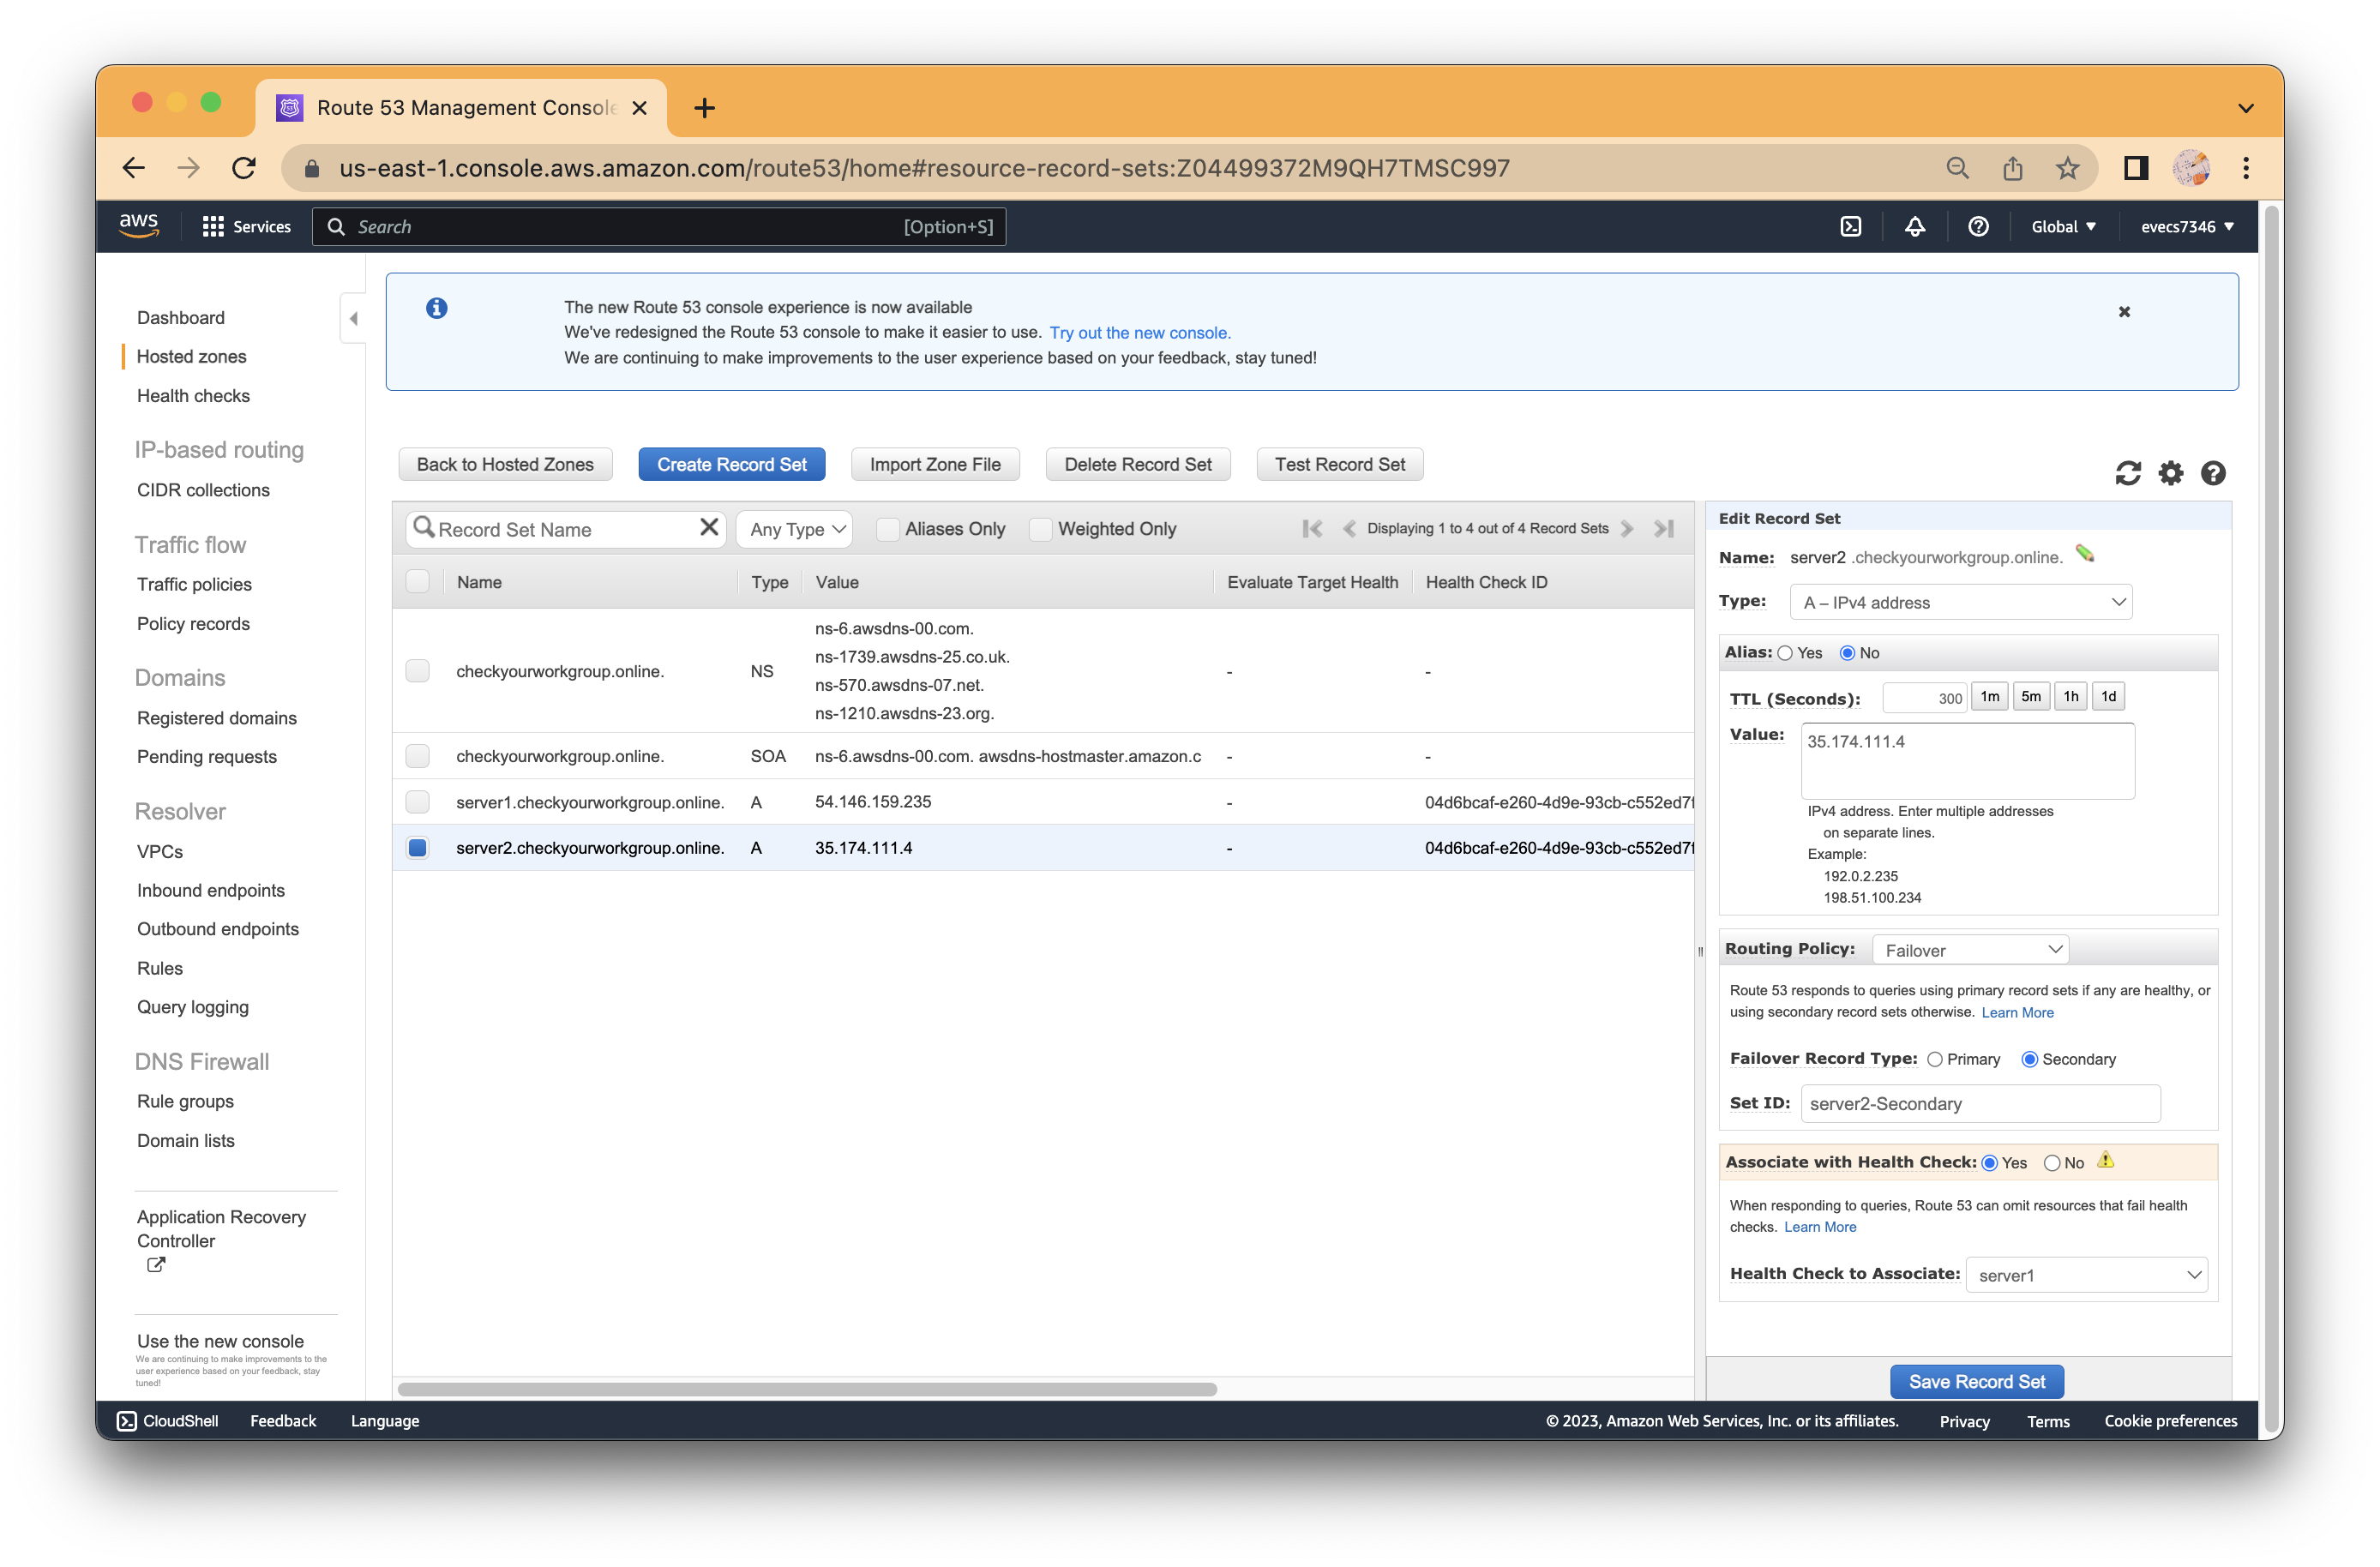 Route 53 Management Console
us-east-1.console.aws.amazon.com/route53/home#resource-record-sets:Z04499372M9QH7TMSC997
aws
Services
Search
[Option+S]
Global
evecs7346
Dashboard
Hosted zones
Health checks
IP-based routing
CIDR collections
Traffic flow
Traffic policies
Policy records
Domains
Registered domains
Pending requests
Resolver
VPCs
Inbound endpoints
Outbound endpoints
Rules
Query logging
DNS Firewall
Rule groups
Domain lists
Application Recovery
Controller
Use the new console
We are continuing to make improvements to the
user experience based on your feedback, stay
tuned!
The new Route 53 console experience is now available
We've redesigned the Route 53 console to make it easier to use. Try out the new console.
We are continuing to make improvements to the user experience based on your feedback, stay tuned!
Back to Hosted Zones
Create Record Set
Import Zone File
Delete Record Set
Test Record Set
Record Set Name
Any Type
Aliases Only
Weighted Only
Displaying 1 to 4 out of 4 Record Sets
Name Type Value Evaluate Target Health Health Check ID
ns-6.awsdns-00.com.
ns-1739.awsdns-25.co.uk.
checkyourworkgroup.online. NS - -
ns-570.awsdns-07.net.
ns-1210.awsdns-23.org.
checkyourworkgroup.online. SOA ns-6.awsdns-00.com. awsdns-hostmaster.amazon.c - -
server1.checkyourworkgroup.online. A 54.146.159.235 - 04d6bcaf-e260-4d9e-93cb-c552ed7f
server2.checkyourworkgroup.online. A 35.174.111.4 - 04d6bcaf-e260-4d9e-93cb-c552ed7f
Edit Record Set
Name: server2 .checkyourworkgroup.online.
Type: A – IPv4 address
Alias: Yes No
TTL (Seconds): 300 1m 5m 1h 1d
Value: 35.174.111.4
IPv4 address. Enter multiple addresses
on separate lines.
Example:
192.0.2.235
198.51.100.234
Routing Policy: Failover
Route 53 responds to queries using primary record sets if any are healthy, or
using secondary record sets otherwise. Learn More
Failover Record Type: Primary Secondary
Set ID: server2-Secondary
Associate with Health Check: Yes No
When responding to queries, Route 53 can omit resources that fail health
checks. Learn More
Health Check to Associate: server1
Save Record Set
CloudShell
Feedback
Language
© 2023, Amazon Web Services, Inc. or its affiliates.
Privacy
Terms
Cookie preferences